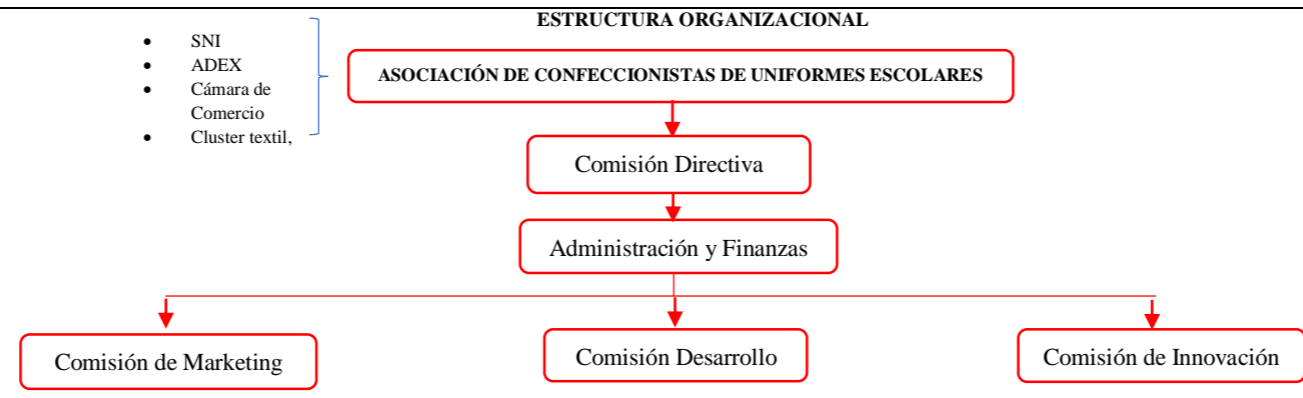 ESTRUCTURA ORGANIZACIONAL
• SNI
• ADEX
• Cámara de
Comercio
• Cluster textil,
ASOCIACIÓN DE CONFECCIONISTAS DE UNIFORMES ESCOLARES
Comisión Directiva
Administración y Finanzas
Comisión de Marketing
Comisión Desarrollo
Comisión de Innovación